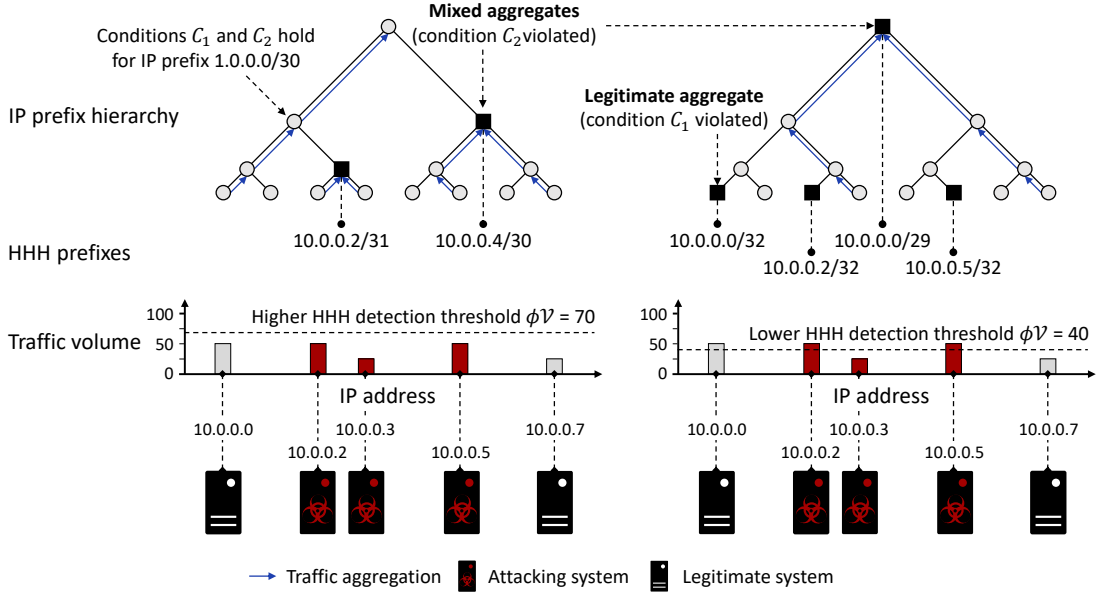 Mixed aggregates
(condition C₂ violated)
Conditions C₁ and C₂ hold
for IP prefix 1.0.0.0/30
Legitimate aggregate
(condition C₁ violated)
IP prefix hierarchy
HHH prefixes
10.0.0.2/31
10.0.0.4/30
10.0.0.0/32
10.0.0.0/29
10.0.0.2/32
10.0.0.5/32
Traffic volume
100
50
0
Higher HHH detection threshold ϕ𝒱 = 70
IP address
100
50
0
Lower HHH detection threshold ϕ𝒱 = 40
IP address
10.0.0.0
10.0.0.3
10.0.0.7
10.0.0.2
10.0.0.5
10.0.0.0
10.0.0.3
10.0.0.7
10.0.0.2
10.0.0.5
Traffic aggregation
Attacking system
Legitimate system